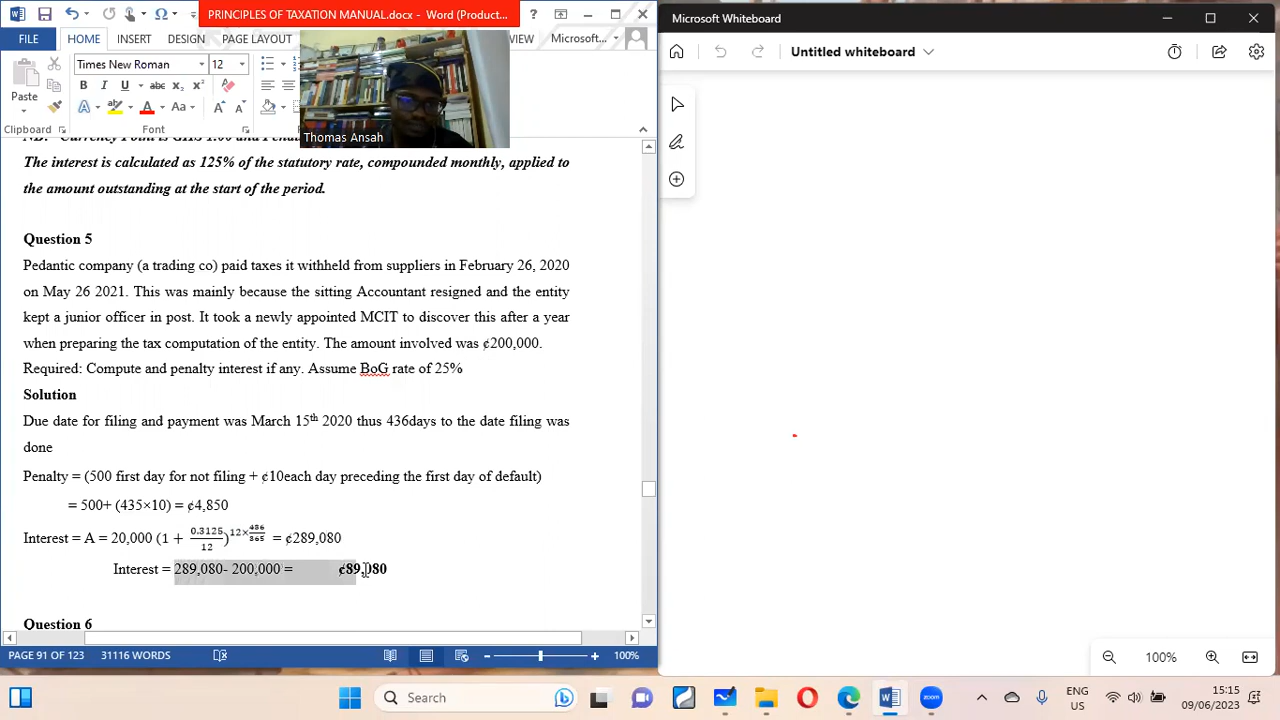 PRINCIPLES OF TAXATION MANUAL.docx - Word (Product...
Microsoft Whiteboard
FILE HOME INSERT DESIGN PAGE LAYOUT VIEW Microsoft...
Untitled whiteboard
Times New Roman 12
Paste
Clipboard Font
Thomas Ansah
The interest is calculated as 125% of the statutory rate, compounded monthly, applied to
the amount outstanding at the start of the period.
Question 5
Pedantic company (a trading co) paid taxes it withheld from suppliers in February 26, 2020
on May 26 2021. This was mainly because the sitting Accountant resigned and the entity
kept a junior officer in post. It took a newly appointed MCIT to discover this after a year
when preparing the tax computation of the entity. The amount involved was ¢200,000.
Required: Compute and penalty interest if any. Assume BoG rate of 25%
Solution
Due date for filing and payment was March 15th 2020 thus 436days to the date filing was
done
Penalty = (500 first day for not filing + ¢10each day preceding the first day of default)
= 500+ (435×10) = ¢4,850
Interest = A = 20,000 (1 + 0.3125/12)^12×436/365 = ¢289,080
Interest = 289,080- 200,000 = ¢89,080
Question 6
PAGE 91 OF 123 31116 WORDS 100%
100%
Search
ENG
US
15:15
09/06/2023